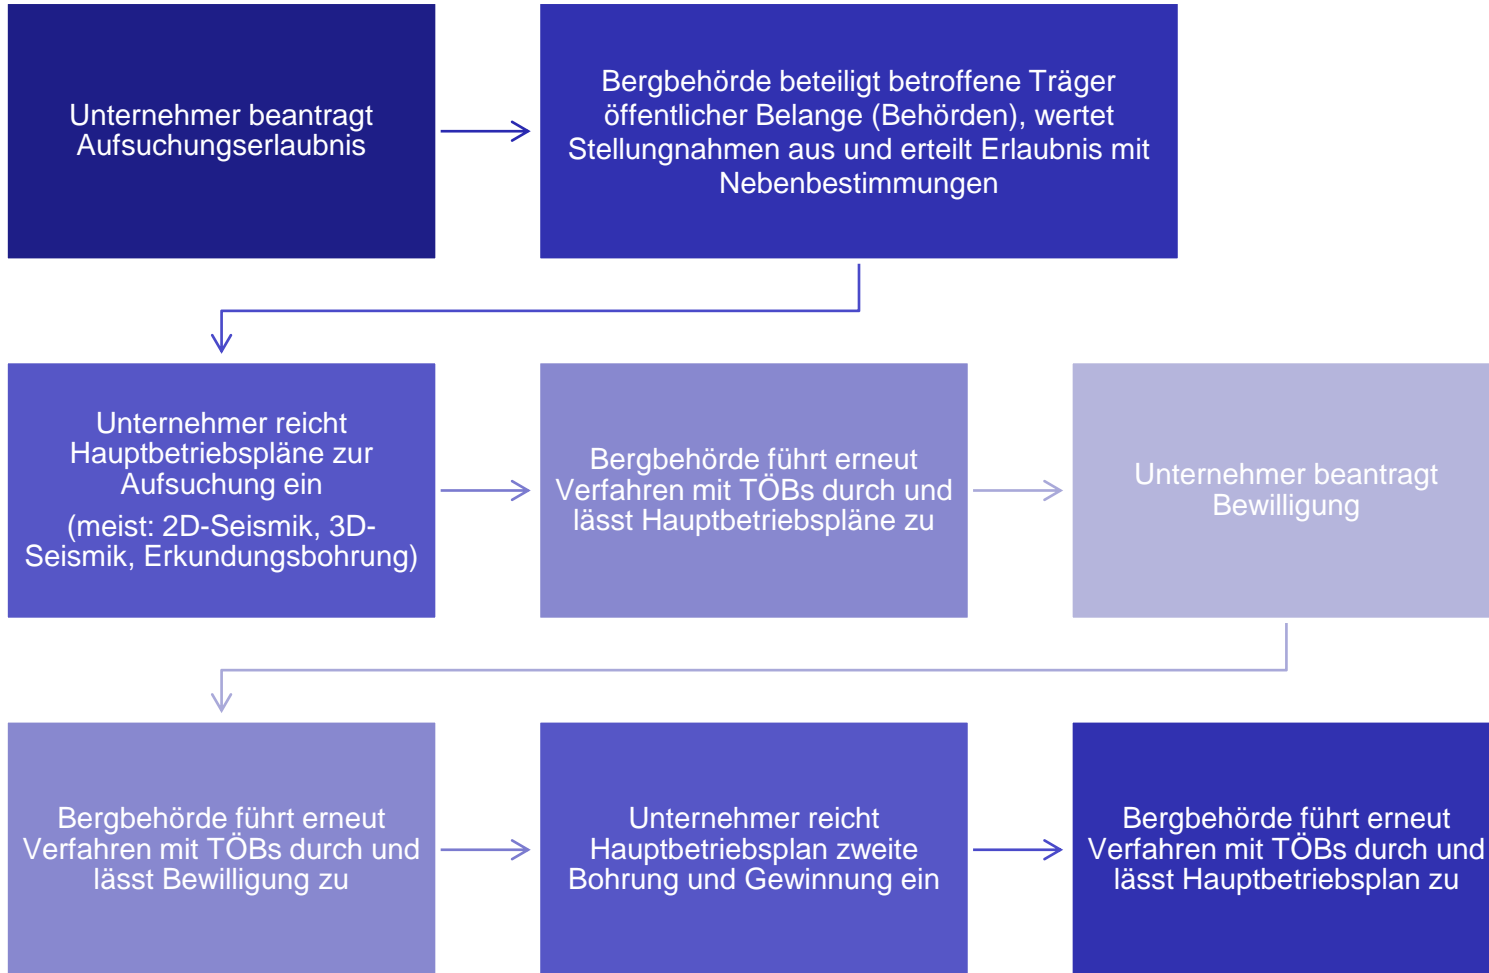 Unternehmer beantragt
Aufsuchungserlaubnis
Bergbehörde beteiligt betroffene Träger
öffentlicher Belange (Behörden), wertet
Stellungnahmen aus und erteilt Erlaubnis mit
Nebenbestimmungen
Unternehmer reicht
Hauptbetriebspläne zur
Aufsuchung ein
(meist: 2D-Seismik, 3D-
Seismik, Erkundungsbohrung)
Bergbehörde führt erneut
Verfahren mit TÖBs durch und
lässt Hauptbetriebspläne zu
Unternehmer beantragt
Bewilligung
Bergbehörde führt erneut
Verfahren mit TÖBs durch und
lässt Bewilligung zu
Unternehmer reicht
Hauptbetriebsplan zweite
Bohrung und Gewinnung ein
Bergbehörde führt erneut
Verfahren mit TÖBs durch und
lässt Hauptbetriebsplan zu